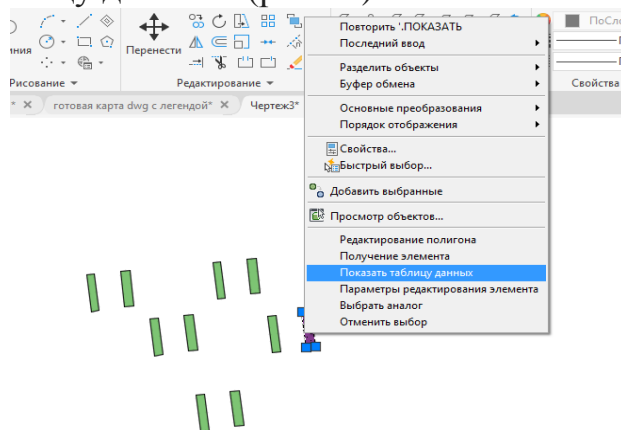 Повторить '.ПОКАЗАТЬ
Последний ввод
ПоСло
Перенести
Разделить объекты
Буфер обмена
Рисование
Редактирование
Свойства
готовая карта dwg с легендой*
Чертеж3*
Основные преобразования
Порядок отображения
Свойства...
Быстрый выбор...
Добавить выбранные
Просмотр объектов...
Редактирование полигона
Получение элемента
Показать таблицу данных
Параметры редактирования элемента
Выбрать аналог
Отменить выбор